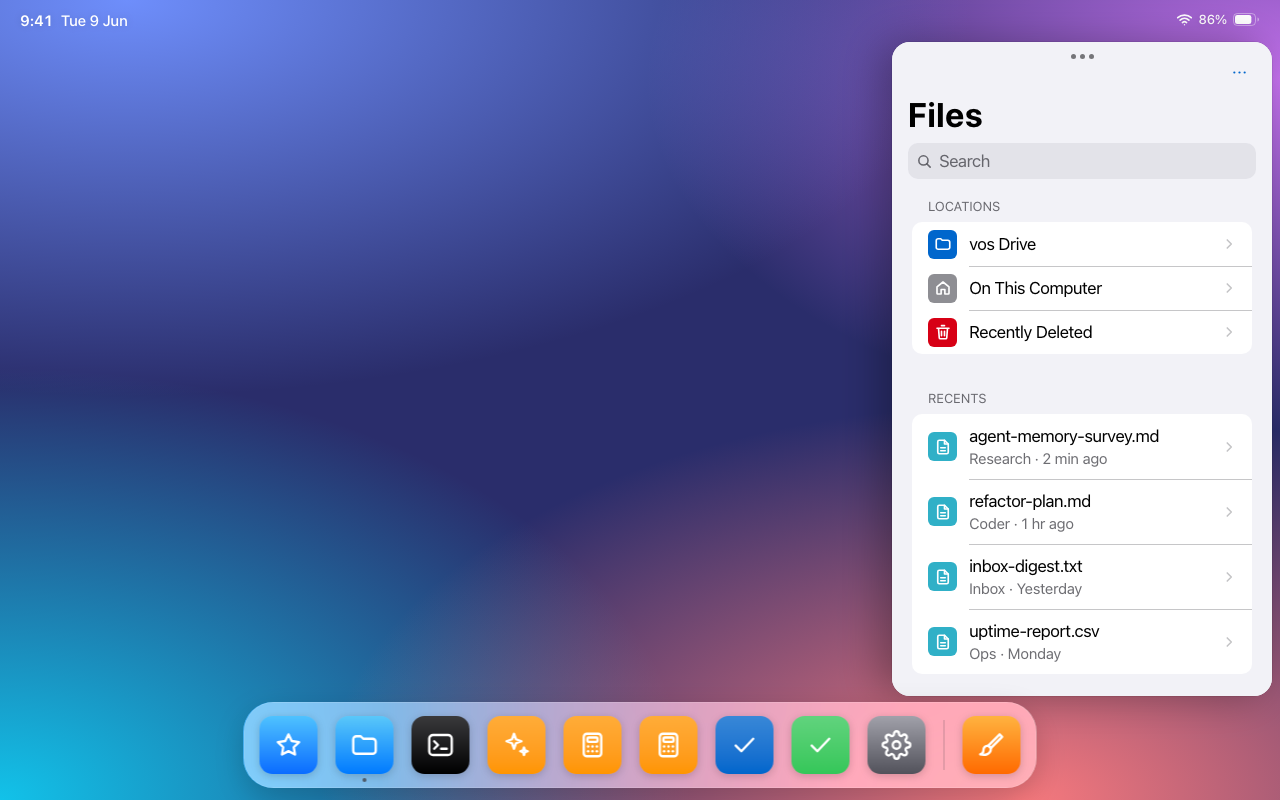 9:41 Tue 9 Jun
86%
Files
Search
LOCATIONS
vos Drive
On This Computer
Recently Deleted
RECENTS
agent-memory-survey.md
Research · 2 min ago
refactor-plan.md
Coder · 1 hr ago
inbox-digest.txt
Inbox · Yesterday
uptime-report.csv
Ops · Monday